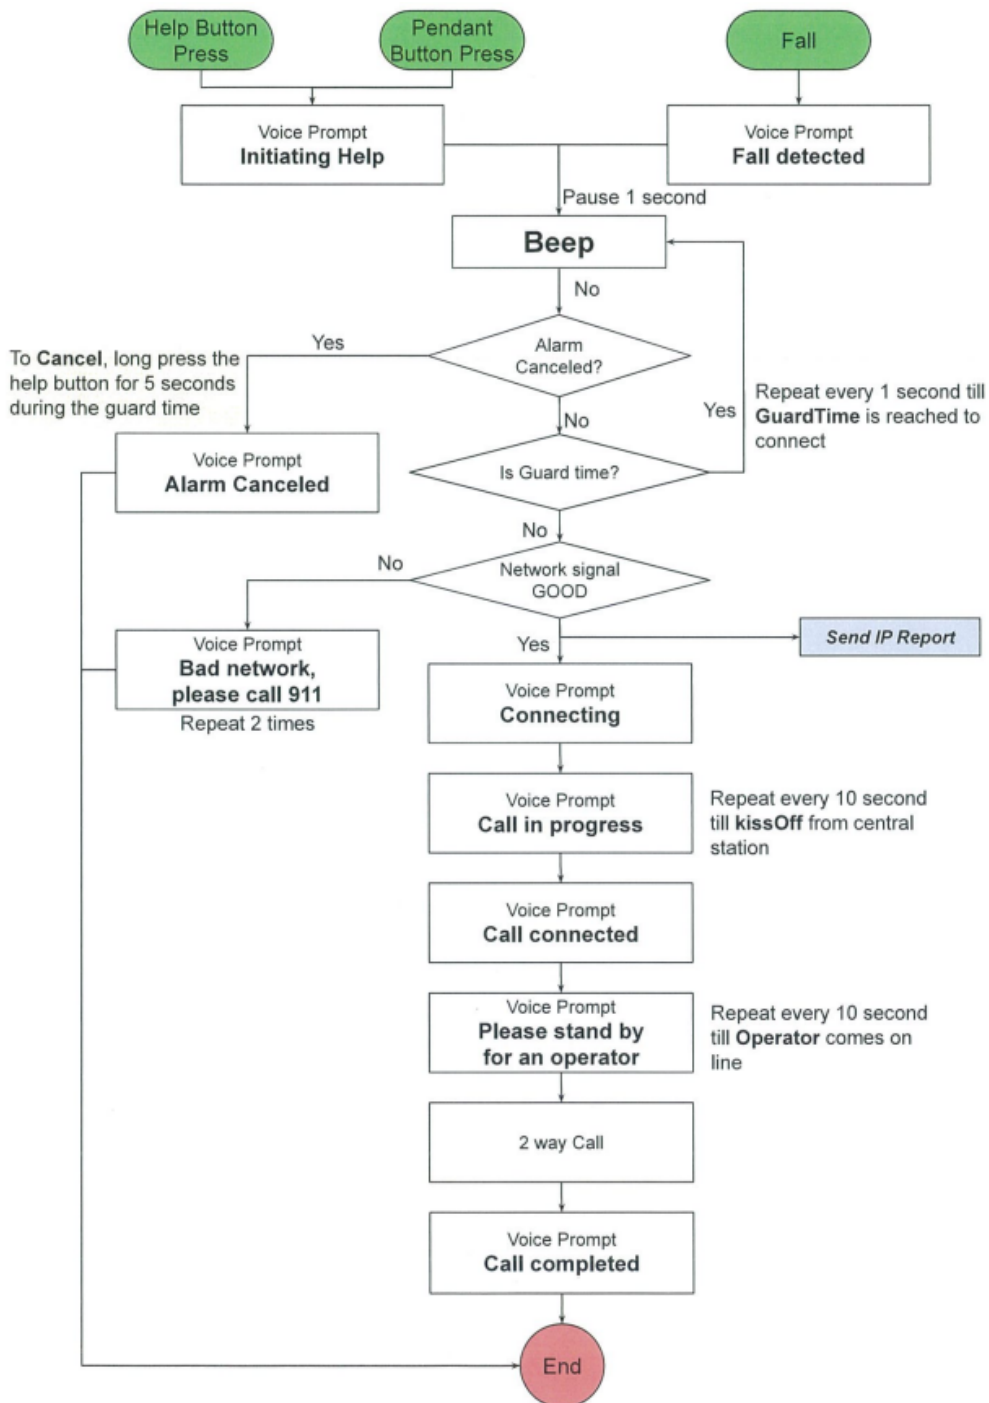 Help Button
Press
Pendant
Button Press
Fall
Voice Prompt
Initiating Help
Voice Prompt
Fall detected
Pause 1 second
Beep
No
Alarm
Canceled?
Yes
To Cancel, long press the
help button for 5 seconds
during the guard time
Repeat every 1 second till
GuardTime is reached to
connect
Yes
No
Voice Prompt
Alarm Canceled
Is Guard time?
No
Network signal
GOOD
No
Send IP Report
Yes
Voice Prompt
Bad network,
please call 911
Repeat 2 times
Voice Prompt
Connecting
Voice Prompt
Call in progress
Repeat every 10 second
till kissOff from central
station
Voice Prompt
Call connected
Voice Prompt
Please stand by
for an operator
Repeat every 10 second
till Operator comes on
line
2 way Call
Voice Prompt
Call completed
End